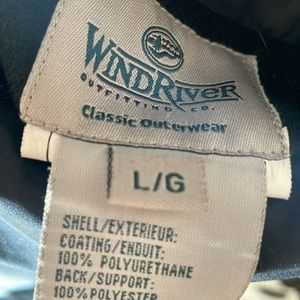 WINDRIVER
OUTFITTING CO.
Classic Outerwear
L/G
SHELL/EXTERIEUR:
COATING/ENDUIT:
100% POLYURETHANE
BACK/SUPPORT:
100% POLYESTER